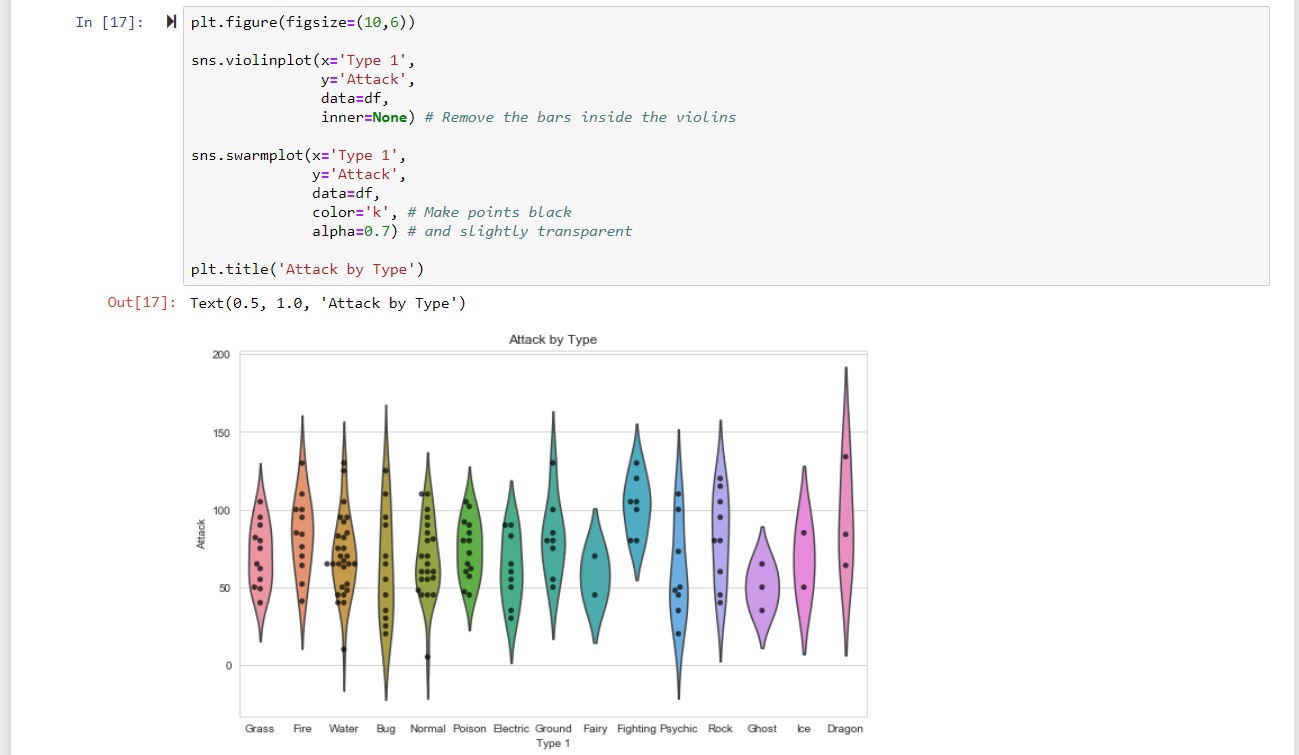 In [17]:
plt.figure(figsize=(10,6))
sns.violinplot(x='Type 1',
y='Attack',
data=df,
inner=None) # Remove the bars inside the violins
sns.swarmplot(x='Type 1',
y='Attack',
data=df,
color='k', # Make points black
alpha=0.7) # and slightly transparent
plt.title('Attack by Type')
Out[17]: Text(0.5, 1.0, 'Attack by Type')
Attack by Type
200
150
100
50
0
Attack
Grass Fire Water Bug Normal Poison Electric Ground Fairy Fighting Psychic Rock Ghost Ice Dragon
Type 1